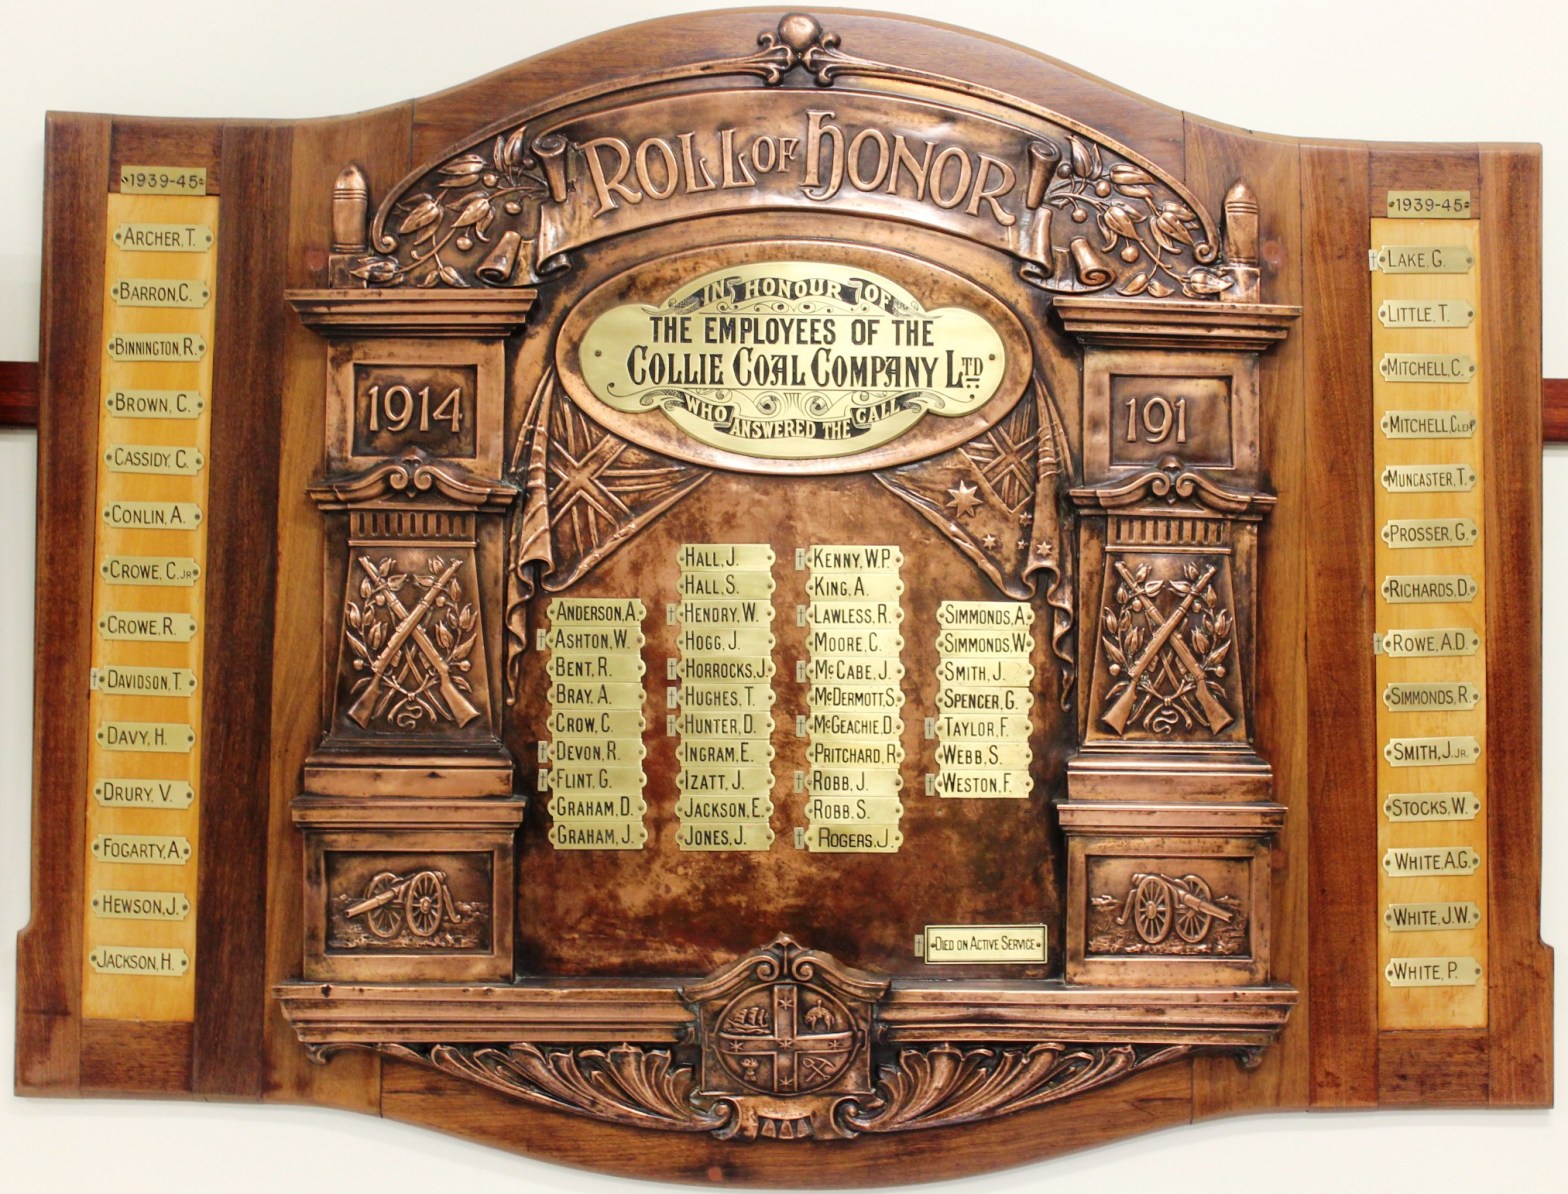 ROLL OF HONOR
IN HONOUR OF
THE EMPLOYEES OF THE
COLLIE COAL COMPANY LTD
WHO ANSWERED THE CALL
1914
191
1939-45
ARCHER, T.
BARRON, C.
BINNINGTON, R.
BROWN, C.
CASSIDY, C.
CONLIN, A.
CROWE, C. JR
CROWE, R.
DAVIDSON, T.
DAVY, H.
DRURY, V.
FOGARTY, A.
HEWSON, J.
JACKSON, H.
ANDERSON, A.
ASHTON, W.
BENT, R.
BRAY, A.
CROW, C.
DEVON, R.
FLINT, G.
GRAHAM, D.
GRAHAM, J.
HALL, J.
HALL, S.
HENRY, W.
HOGG, J.
HORROCKS, J.
HUGHES, T.
HUNTER, D.
INGRAM, E.
IZATT, J.
JACKSON, E.
JONES, J.
KENNY, W.P.
KING, A.
LAWLESS, R.
MOORE, C.
MCCABE, J.
MCDERMOTT, S.
MCGEACHIE, D.
PRITCHARD, R.
ROBB, J.
ROBB, S.
ROGERS, J.
SIMMONIS, A.
SIMMONIS, W.
SMITH, J.
SPENCER, G.
TAYLOR, F.
WEBB, S.
WESTON, F.
DIED ON ACTIVE SERVICE
1939-45
LAKE, G.
LITTLE, T.
MITCHELL, C.
MITCHELL, CLED
MUNCASTER, T.
PROSSER, G.
RICHARDS, D.
ROWE, A.D.
SIMMONDS, R.
SMITH, J. JR.
STOCKS, W.
WHITE, A.G.
WHITE, J.W.
WHITE, P.